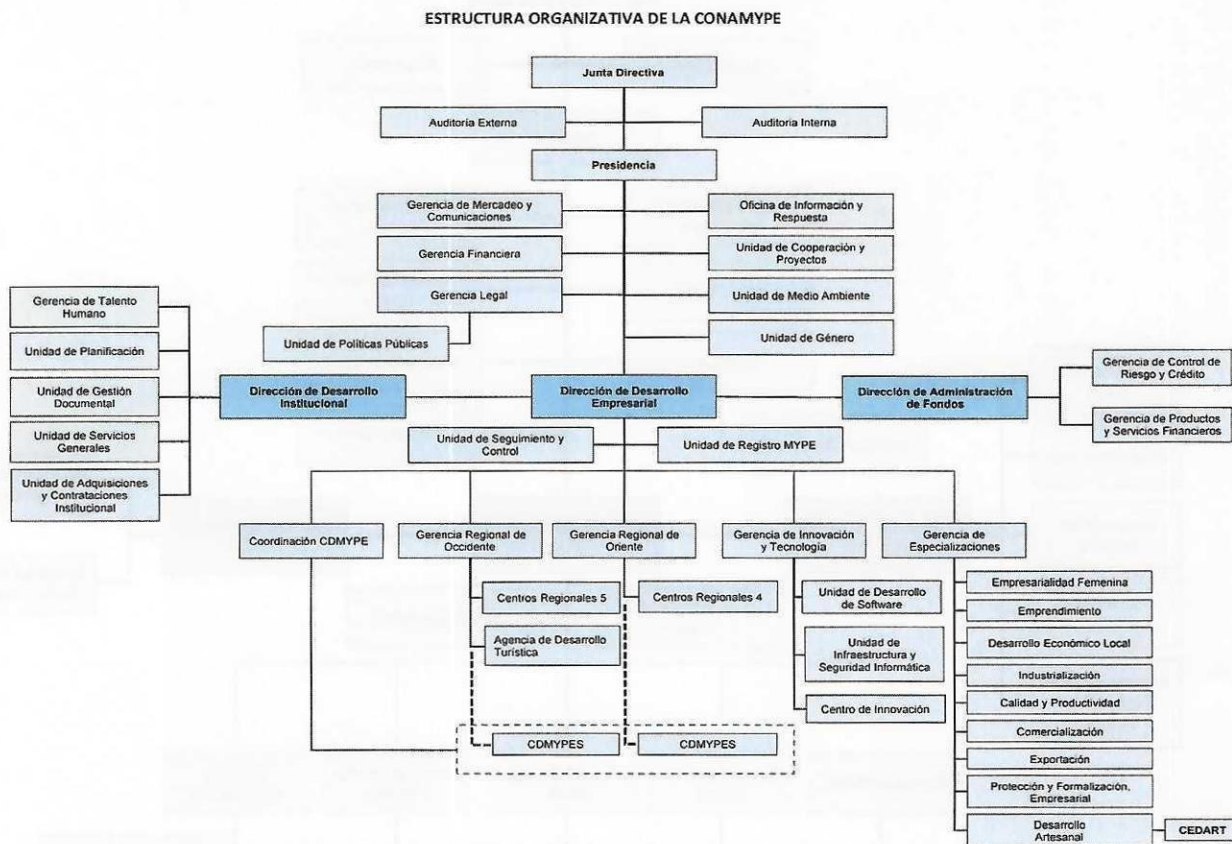 ESTRUCTURA ORGANIZATIVA DE LA CONAMYPE
Junta Directiva
Auditoria Externa
Auditoria Interna
Presidencia
Gerencia de Mercadeo y
Comunicaciones
Oficina de Información y
Respuesta
Gerencia Financiera
Unidad de Cooperación y
Proyectos
Gerencia Legal
Unidad de Medio Ambiente
Unidad de Políticas Públicas
Unidad de Género
Gerencia de Talento
Humano
Unidad de Planificación
Unidad de Gestión
Documental
Unidad de Servicios
Generales
Unidad de Adquisiciones
y Contrataciones
Institucional
Dirección de Desarrollo
Institucional
Dirección de Desarrollo
Empresarial
Dirección de Administración
de Fondos
Gerencia de Control de
Riesgo y Crédito
Gerencia de Productos
y Servicios Financieros
Unidad de Seguimiento y
Control
Unidad de Registro MYPE
Coordinación CDMYPE
Gerencia Regional de
Occidente
Gerencia Regional de
Oriente
Gerencia de Innovación
y Tecnología
Gerencia de
Especializaciones
Centros Regionales 5
Agencia de Desarrollo
Turística
Centros Regionales 4
CDMYPES
CDMYPES
Unidad de Desarrollo
de Software
Unidad de
Infraestructura y
Seguridad Informática
Centro de Innovación
Empresarialidad Femenina
Emprendimiento
Desarrollo Económico Local
Industrialización
Calidad y Productividad
Comercialización
Exportación
Protección y Formalización,
Empresarial
Desarrollo
Artesanal
CEDART